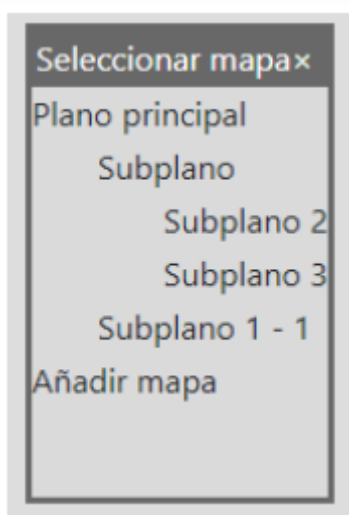 Seleccionar mapa×
Plano principal
Subplano
Subplano 2
Subplano 3
Subplano 1 - 1
Añadir mapa